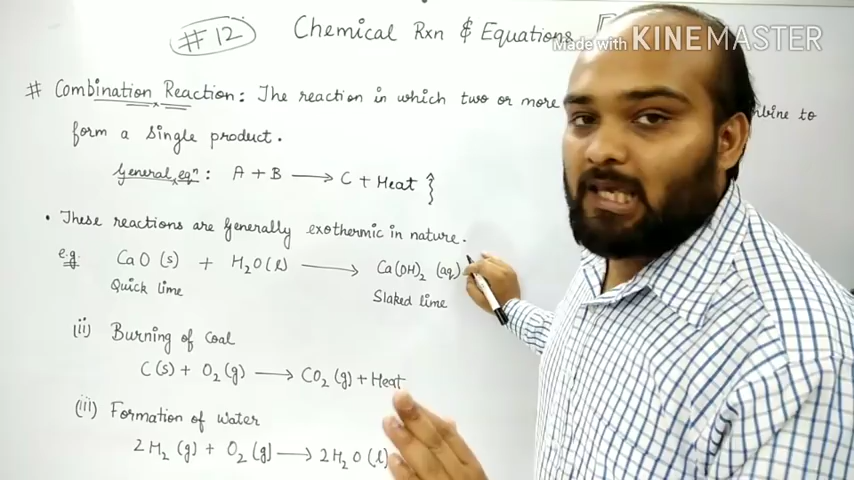 #12
Chemical Rxn & Equations
Made with KINEMASTER
# Combination Reaction: The reaction in which two or more
to
form a single product.
General eqn: A + B ⟶ C + Heat }
• These reactions are generally exothermic in nature.
e.g. CaO (s) + H₂O(l) ⟶ Ca(OH)₂ (aq)
Quick lime Slaked lime
(ii) Burning of Coal
C(s) + O₂(g) ⟶ CO₂(g) + Heat
(iii) Formation of water
2H₂(g) + O₂(g) ⟶ 2H₂O(l)